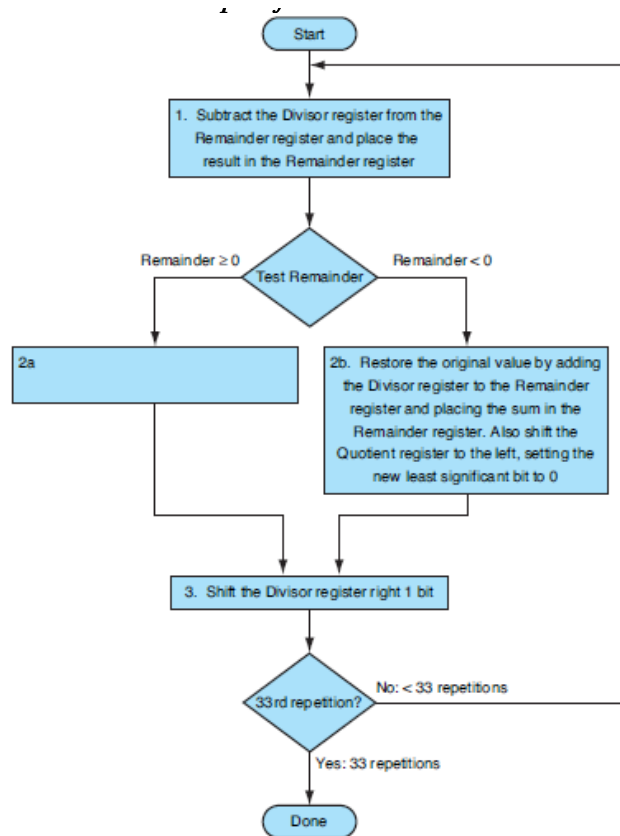 Start
1. Subtract the Divisor register from the
Remainder register and place the
result in the Remainder register
Remainder ≥ 0
Test Remainder
Remainder < 0
2a
2b. Restore the original value by adding
the Divisor register to the Remainder
register and placing the sum in the
Remainder register. Also shift the
Quotient register to the left, setting the
new least significant bit to 0
3. Shift the Divisor register right 1 bit
33rd repetition?
No: < 33 repetitions
Yes: 33 repetitions
Done